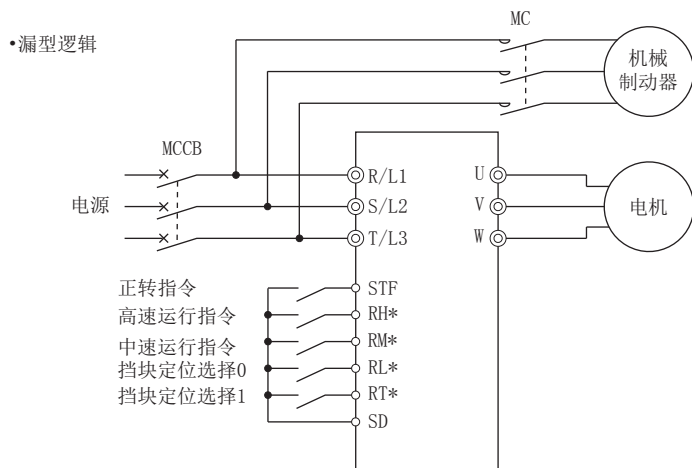 MC
•漏型逻辑
机械
制动器
MCCB
R/L1
U
电源
S/L2
V
电机
T/L3
W
正转指令
STF
高速运行指令
RH*
中速运行指令
RM*
挡块定位选择0
RL*
挡块定位选择1
RT*
SD